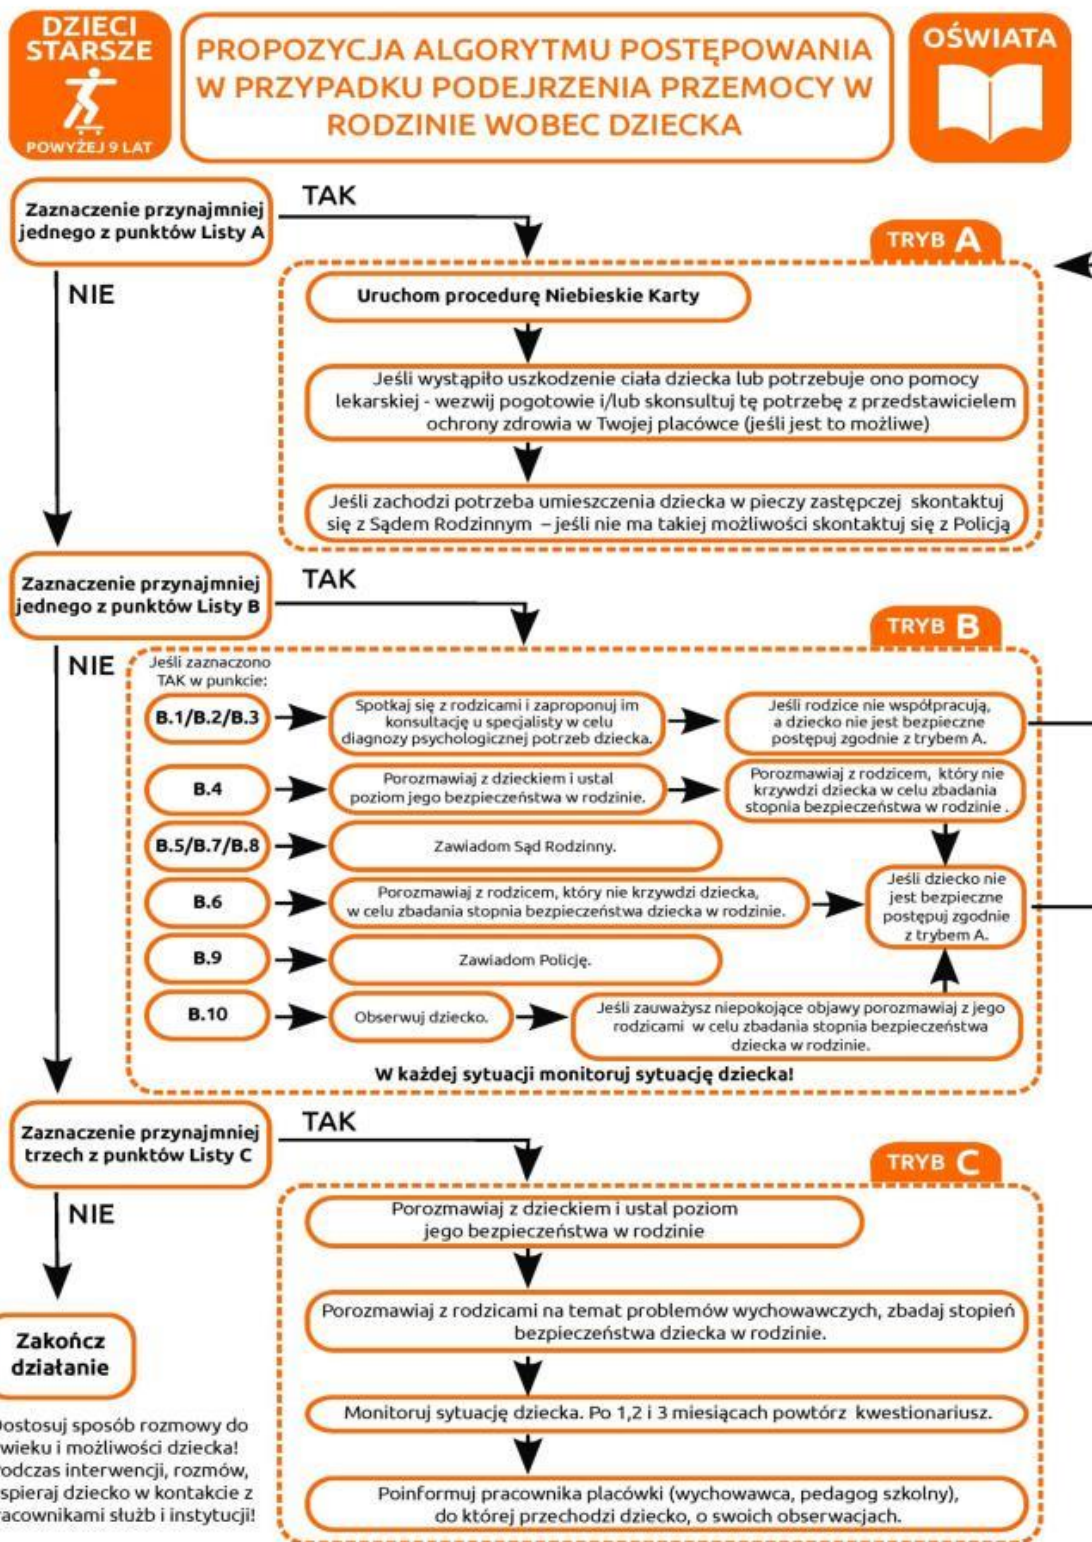 DZIECI
STARSZE
POWYŻEJ 9 LAT
PROPOZYCJA ALGORYTMU POSTĘPOWANIA
W PRZYPADKU PODEJRZENIA PRZEMOCY W
RODZINIE WOBEC DZIECKA
OŚWIATA
Zaznaczenie przynajmniej
jednego z punktów Listy A
TAK
NIE
TRYB A
Uruchom procedurę Niebieskie Karty
Jeśli wystąpiło uszkodzenie ciała dziecka lub potrzebuje ono pomocy
lekarskiej - wezwij pogotowie i/lub skonsultuj tę potrzebę z przedstawicielem
ochrony zdrowia w Twojej placówce (jeśli jest to możliwe)
Jeśli zachodzi potrzeba umieszczenia dziecka w pieczy zastępczej skontaktuj
się z Sądem Rodzinnym – jeśli nie ma takiej możliwości skontaktuj się z Policją
Zaznaczenie przynajmniej
jednego z punktów Listy B
TAK
NIE
TRYB B
Jeśli zaznaczono
TAK w punkcie:
B.1/B.2/B.3
Spotkaj się z rodzicami i zaproponuj im
konsultację u specjalisty w celu
diagnozy psychologicznej potrzeb dziecka.
Jeśli rodzice nie współpracują,
a dziecko nie jest bezpieczne
postępuj zgodnie z trybem A.
B.4
Porozmawiaj z dzieckiem i ustal
poziom jego bezpieczeństwa w rodzinie.
Porozmawiaj z rodzicem, który nie
krzywdzi dziecka w celu zbadania
stopnia bezpieczeństwa w rodzinie .
B.5/B.7/B.8
Zawiadom Sąd Rodzinny.
B.6
Porozmawiaj z rodzicem, który nie krzywdzi dziecka,
w celu zbadania stopnia bezpieczeństwa dziecka w rodzinie.
Jeśli dziecko nie
jest bezpieczne
postępuj zgodnie
z trybem A.
B.9
Zawiadom Policję.
B.10
Obserwuj dziecko.
Jeśli zauważysz niepokojące objawy porozmawiaj z jego
rodzicami w celu zbadania stopnia bezpieczeństwa
dziecka w rodzinie.
W każdej sytuacji monitoruj sytuację dziecka!
Zaznaczenie przynajmniej
trzech z punktów Listy C
TAK
NIE
TRYB C
Porozmawiaj z dzieckiem i ustal poziom
jego bezpieczeństwa w rodzinie
Porozmawiaj z rodzicami na temat problemów wychowawczych, zbadaj stopień
bezpieczeństwa dziecka w rodzinie.
Monitoruj sytuację dziecka. Po 1,2 i 3 miesiącach powtórz kwestionariusz.
Poinformuj pracownika placówki (wychowawca, pedagog szkolny),
do której przechodzi dziecko, o swoich obserwacjach.
Zakończ
działanie
Dostosuj sposób rozmowy do
wieku i możliwości dziecka!
Podczas interwencji, rozmów,
spieraj dziecko w kontakcie z
racownikami służb i instytucji!